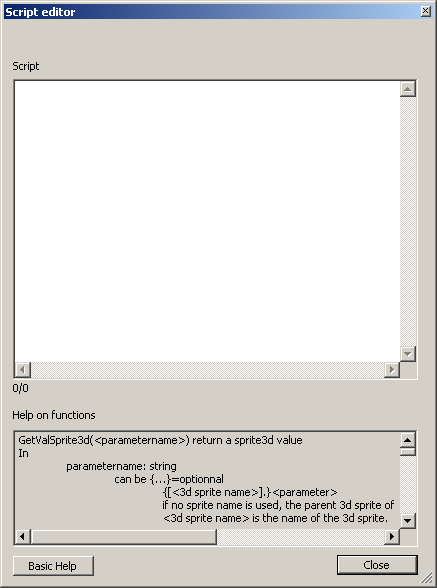 Script editor
Script
0/0
Help on functions
GetValSprite3d(<parametername>) return a sprite3d value
In
parametername: string
can be {...}=optionnal
{[<3d sprite name>].}<parameter>
if no sprite name is used, the parent 3d sprite of
<3d sprite name> is the name of the 3d sprite.
Basic Help
Close